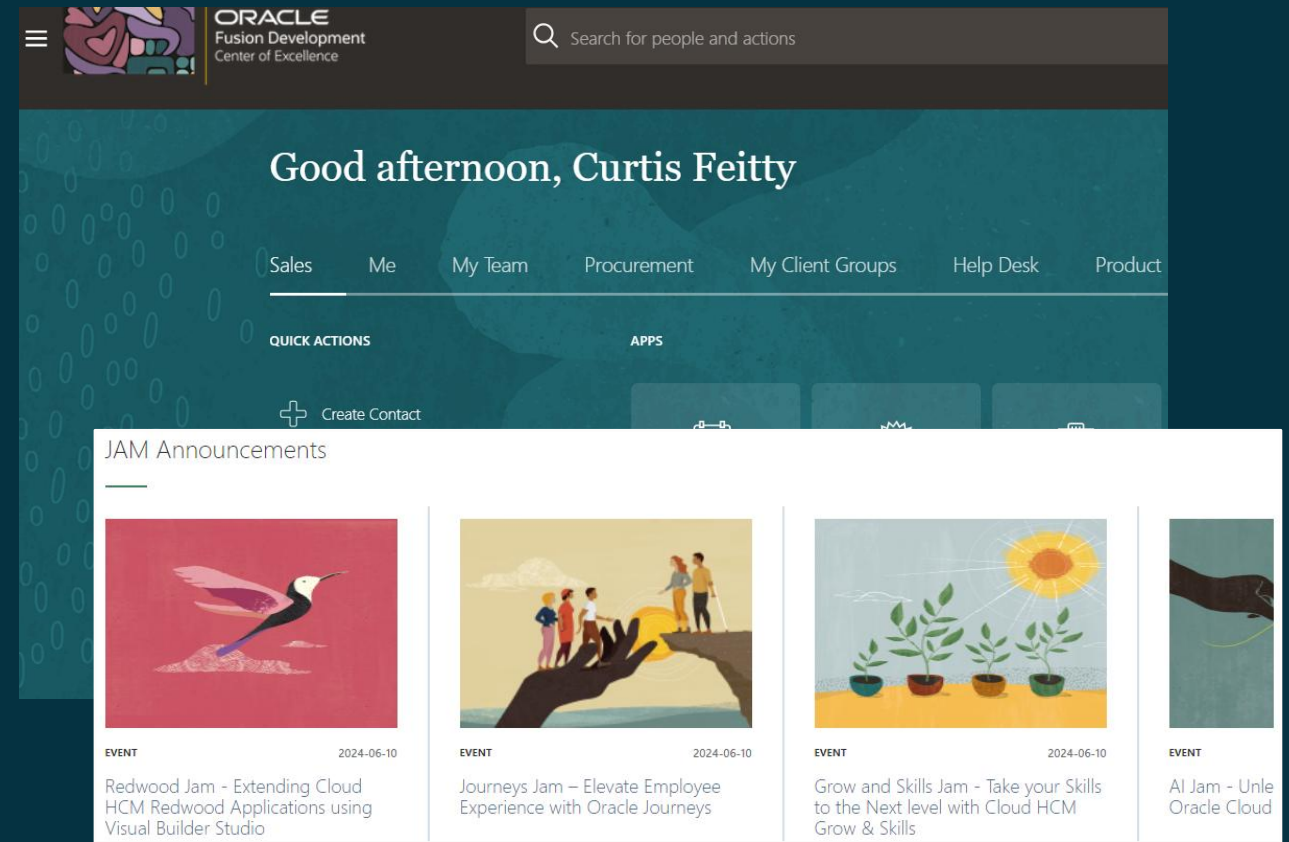 ORACLE
Fusion Development
Center of Excellence
Search for people and actions
Good afternoon, Curtis Feitty
Sales Me My Team Procurement My Client Groups Help Desk Product
QUICK ACTIONS APPS
Create Contact
JAM Announcements
EVENT 2024-06-10
Redwood Jam - Extending Cloud
HCM Redwood Applications using
Visual Builder Studio
EVENT 2024-06-10
Journeys Jam – Elevate Employee
Experience with Oracle Journeys
EVENT 2024-06-10
Grow and Skills Jam - Take your Skills
to the Next level with Cloud HCM
Grow & Skills
EVENT
AI Jam - Unle
Oracle Cloud